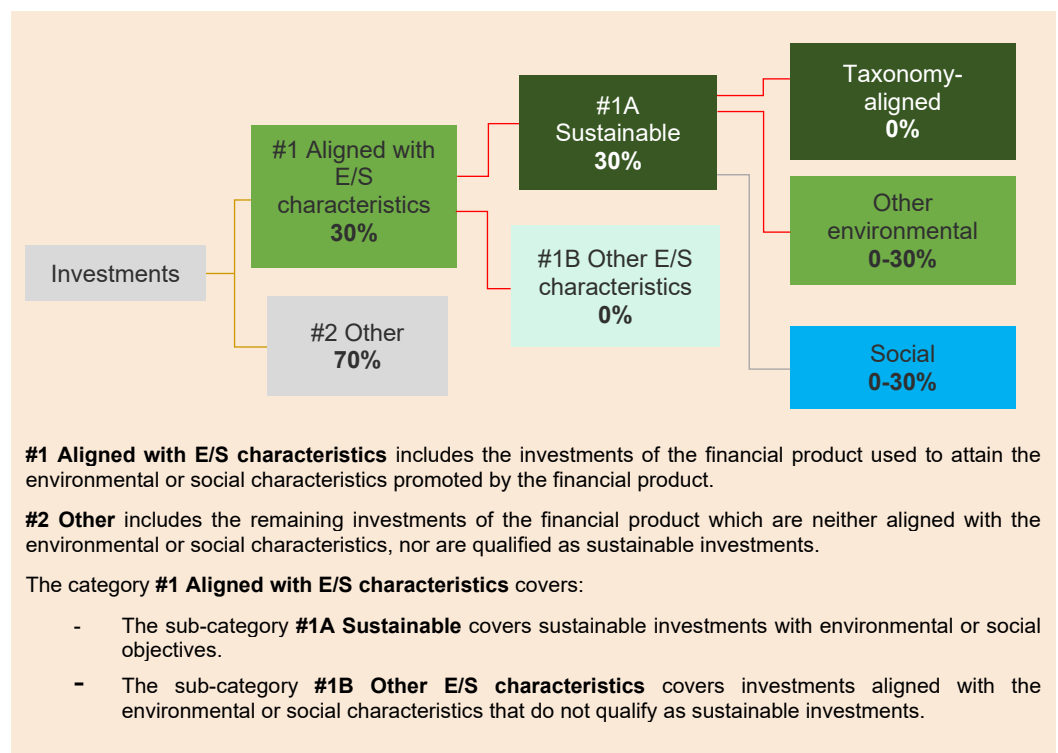 Taxonomy-
aligned
0%
#1A
Sustainable
30%
#1 Aligned with
E/S
characteristics
30%
Other
environmental
0-30%
#1B Other E/S
characteristics
0%
Investments
#2 Other
70%
Social
0-30%
#1 Aligned with E/S characteristics includes the investments of the financial product used to attain the
environmental or social characteristics promoted by the financial product.
#2 Other includes the remaining investments of the financial product which are neither aligned with the
environmental or social characteristics, nor are qualified as sustainable investments.
The category #1 Aligned with E/S characteristics covers:
- The sub-category #1A Sustainable covers sustainable investments with environmental or social
objectives.
- The sub-category #1B Other E/S characteristics covers investments aligned with the
environmental or social characteristics that do not qualify as sustainable investments.